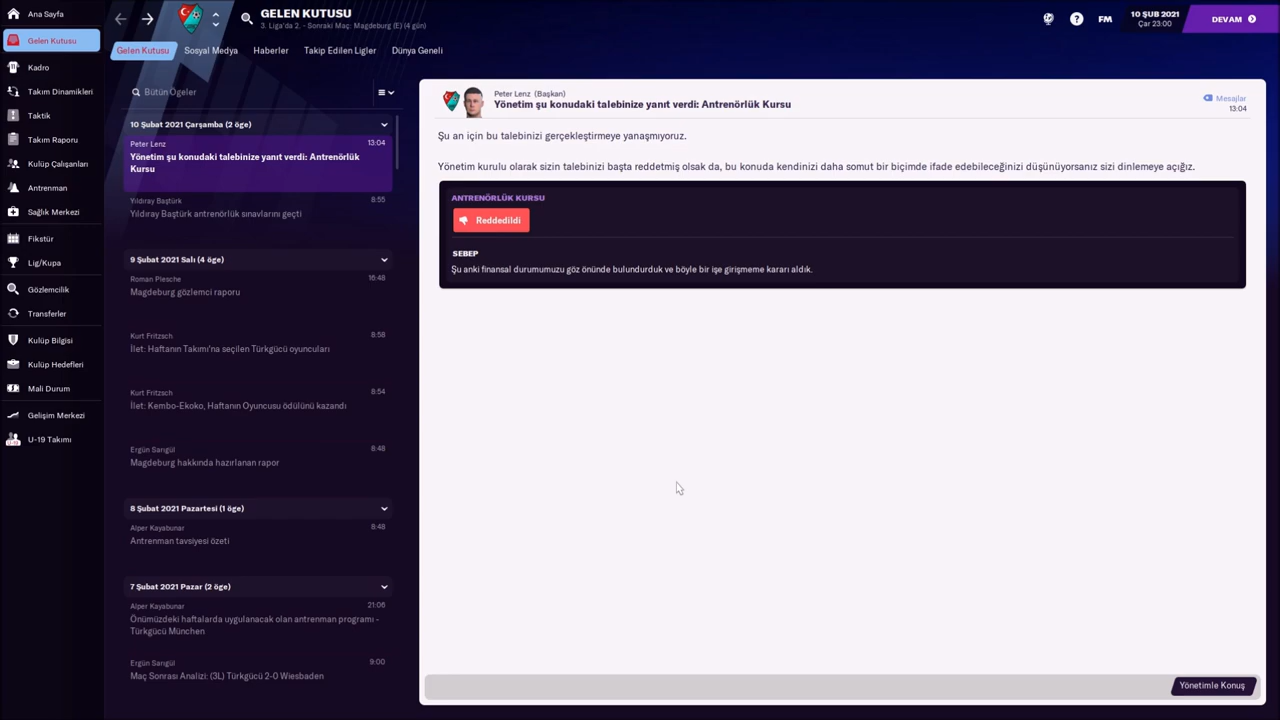 Ana Sayfa
Gelen Kutusu
Kadro
Takım Dinamikleri
Taktik
Takım Raporu
Kulüp Çalışanları
Antrenman
Sağlık Merkezi
Fikstür
Lig/Kupa
Gözlemcilik
Transferler
Kulüp Bilgisi
Kulüp Hedefleri
Mali Durum
Gelişim Merkezi
U-19 Takımı
GELEN KUTUSU
3. Liga'da 2. - Sonraki Maç: Magdeburg (E) (4 gün)
FM
10 ŞUB 2021
Çar 23:00
DEVAM
Gelen Kutusu
Sosyal Medya
Haberler
Takip Edilen Ligler
Dünya Geneli
Bütün Ögeler
10 Şubat 2021 Çarşamba (2 öge)
Peter Lenz 13:04
Yönetim şu konudaki talebinize yanıt verdi: Antrenörlük
Kursu
Yıldıray Baştürk 8:55
Yıldıray Baştürk antrenörlük sınavlarını geçti
9 Şubat 2021 Salı (4 öge)
Roman Plesche 16:48
Magdeburg gözlemci raporu
Kurt Fritzsch 8:58
İlet: Haftanın Takımı'na seçilen Türkgücü oyuncuları
Kurt Fritzsch 8:54
İlet: Kembo-Ekoko, Haftanın Oyuncusu ödülünü kazandı
Ergün Sarıgül 8:48
Magdeburg hakkında hazırlanan rapor
8 Şubat 2021 Pazartesi (1 öge)
Alper Kayabunar 8:48
Antrenman tavsiyesi özeti
7 Şubat 2021 Pazar (2 öge)
Alper Kayabunar 21:06
Önümüzdeki haftalarda uygulanacak olan antrenman programı -
Türkgücü München
Ergün Sarıgül 9:00
Maç Sonrası Analizi: (3L) Türkgücü 2-0 Wiesbaden
Peter Lenz (Başkan)
Yönetim şu konudaki talebinize yanıt verdi: Antrenörlük Kursu
Mesajlar
13:04
Şu an için bu talebinizi gerçekleştirmeye yanaşmıyoruz.
Yönetim kurulu olarak sizin talebinizi başta reddetmiş olsak da, bu konuda kendinizi daha somut bir biçimde ifade edebileceğinizi düşünüyorsanız sizi dinlemeye açığız.
ANTRENÖRLÜK KURSU
Reddedildi
SEBEP
Şu anki finansal durumumuzu göz önünde bulundurduk ve böyle bir işe girişmeme kararı aldık.
Yönetimle Konuş